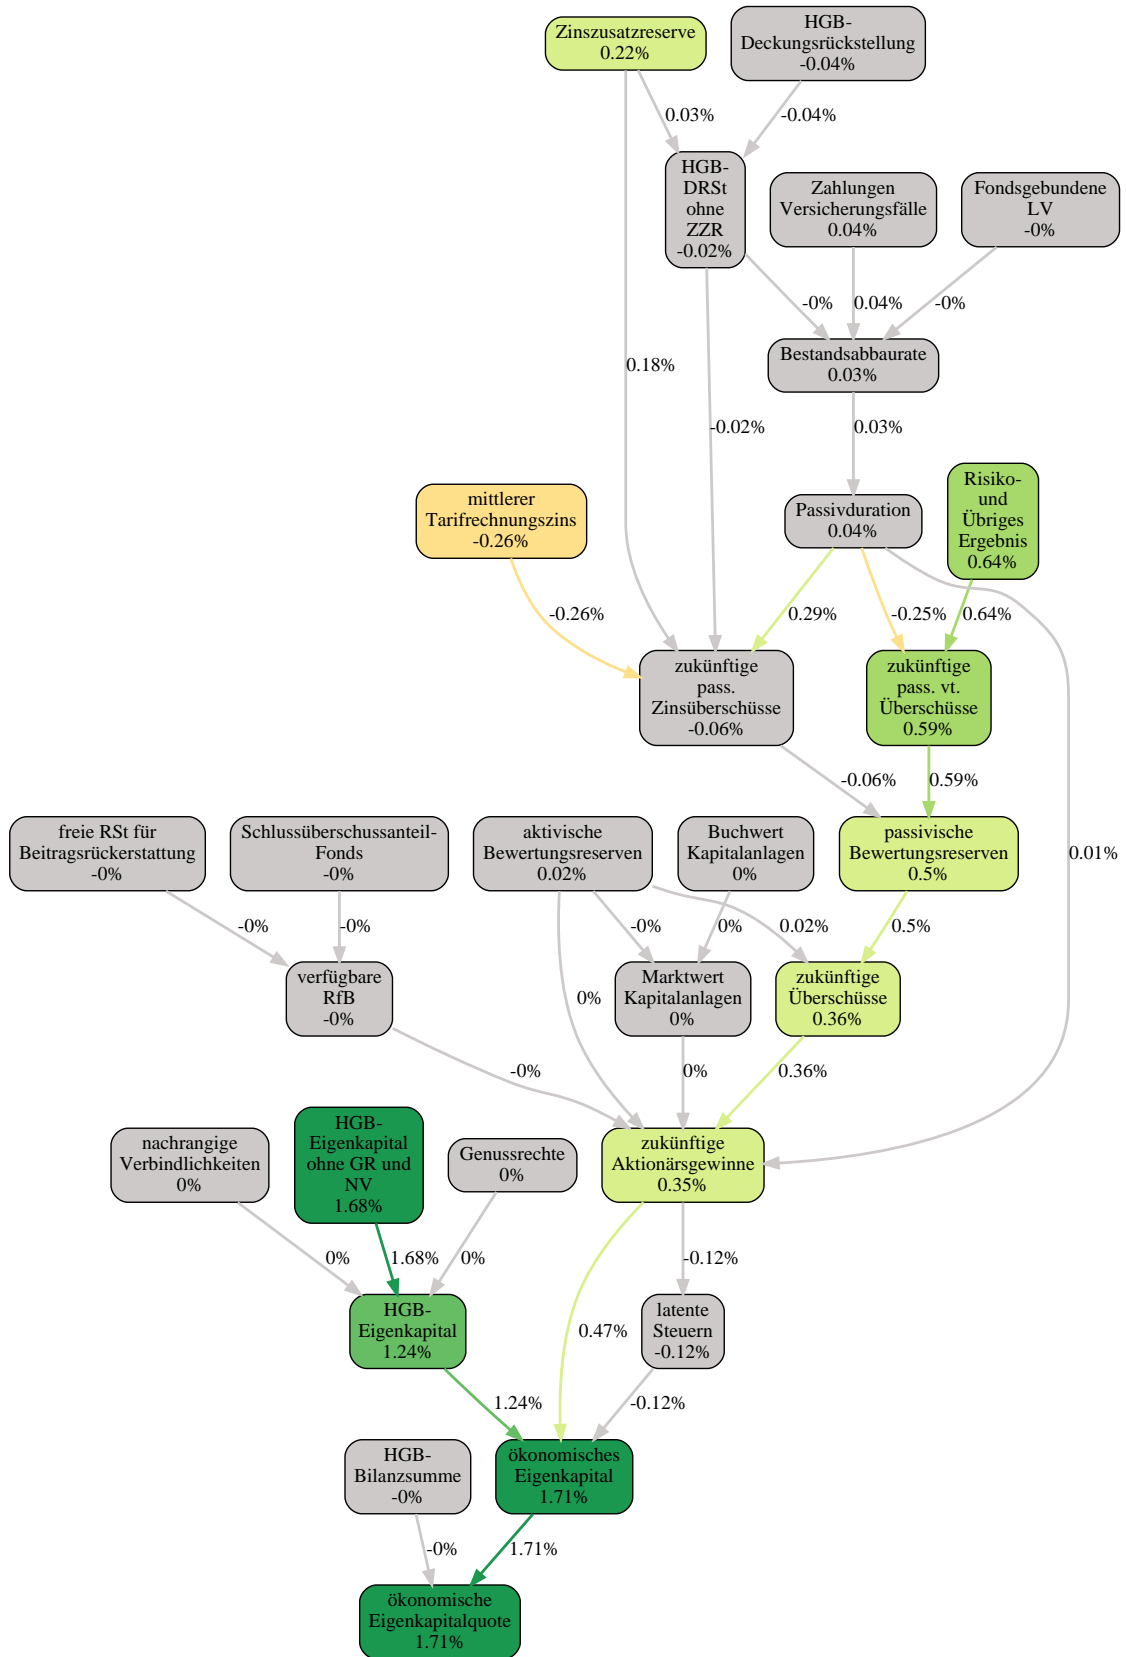 Zinszusatzreserve
0.22%
HGB-
Deckungsrückstellung
-0.04%
0.03%
-0.04%
HGB-
DRSt
ohne
ZZR
-0.02%
Zahlungen
Versicherungsfälle
0.04%
Fondsgebundene
LV
-0%
-0%
0.04%
-0%
Bestandsabbaurate
0.03%
0.18%
-0.02%
0.03%
mittlerer
Tarifrechnungszins
-0.26%
Passivduration
0.04%
Risiko-
und
Übriges
Ergebnis
0.64%
-0.26%
0.29%
-0.25%
0.64%
zukünftige
pass.
Zinsüberschüsse
-0.06%
zukünftige
pass. vt.
Überschüsse
0.59%
-0.06%
0.59%
0.01%
freie RSt für
Beitragsrückerstattung
-0%
Schlussüberschussanteil-
Fonds
-0%
aktivische
Bewertungsreserven
0.02%
Buchwert
Kapitalanlagen
0%
passivische
Bewertungsreserven
0.5%
-0%
-0%
-0%
0%
0.02%
0.5%
verfügbare
RfB
-0%
0%
Marktwert
Kapitalanlagen
0%
zukünftige
Überschüsse
0.36%
-0%
0%
0.36%
nachrangige
Verbindlichkeiten
0%
HGB-
Eigenkapital
ohne GR und
NV
1.68%
Genussrechte
0%
zukünftige
Aktionärsgewinne
0.35%
0%
1.68%
0%
-0.12%
HGB-
Eigenkapital
1.24%
0.47%
latente
Steuern
-0.12%
1.24%
-0.12%
HGB-
Bilanzsumme
-0%
ökonomisches
Eigenkapital
1.71%
-0%
1.71%
ökonomische
Eigenkapitalquote
1.71%